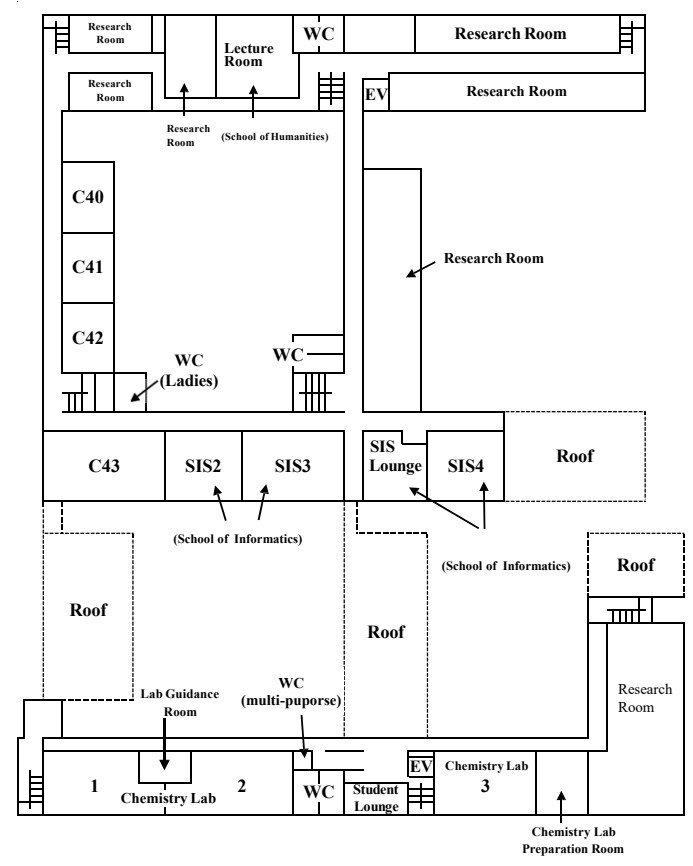 Research
Room
WC
Lecture
Room
Research Room
Research
Room
EV
Research Room
Research
Room
(School of Humanities)
C40
C41
Research Room
C42
WC
WC
(Ladies)
C43
SIS2
SIS3
SIS
Lounge
SIS4
Roof
(School of Informatics)
(School of Informatics)
Roof
Roof
Roof
Research
Room
Lab Guidance
Room
WC
(multi-puporse)
1
2
Chemistry Lab
WC
Student
Lounge
EV
Chemistry Lab
3
Chemistry Lab
Preparation Room